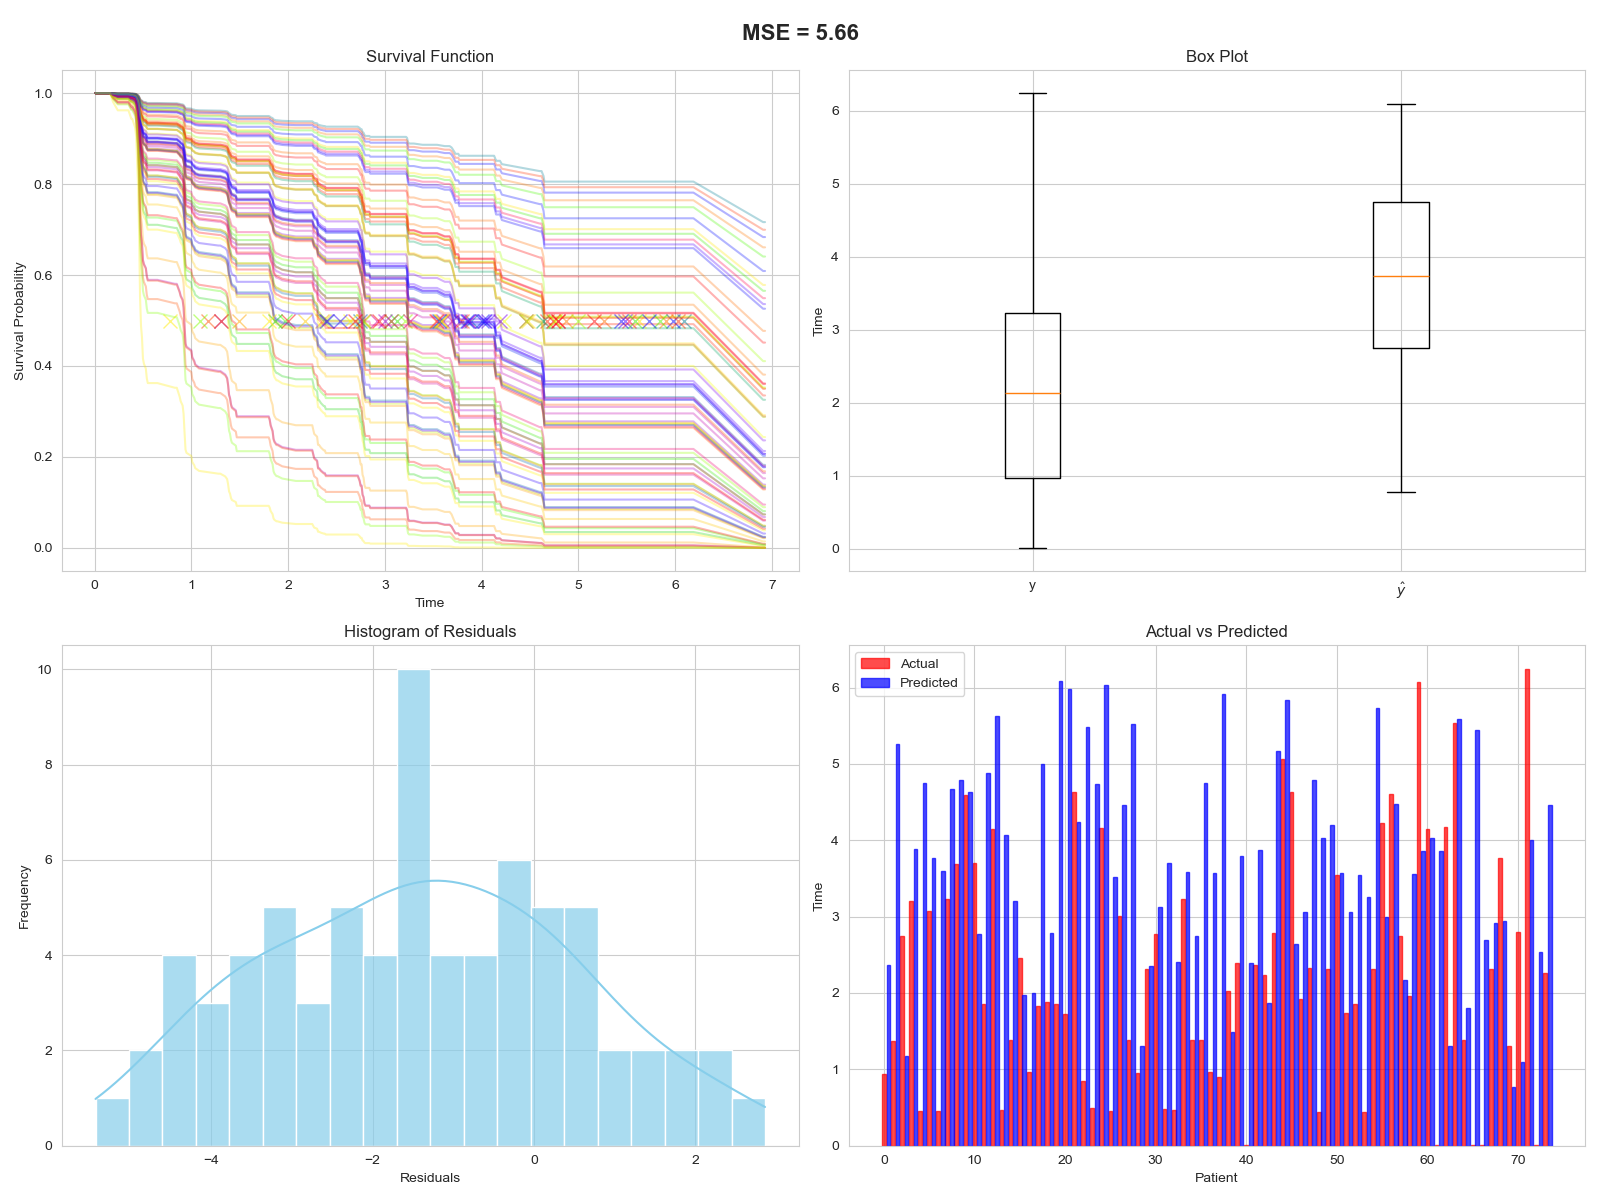 MSE = 5.66
Survival Function
Survival Probability
1.0
0.8
0.6
0.4
0.2
0.0
0 1 2 3 4 5 6 7
Time
Box Plot
Time
6
5
4
3
2
1
0
y ŷ
Histogram of Residuals
Frequency
10
8
6
4
2
0
−4 −2 0 2
Residuals
Actual vs Predicted
Actual
Predicted
Time
6
5
4
3
2
1
0
0 10 20 30 40 50 60 70
Patient